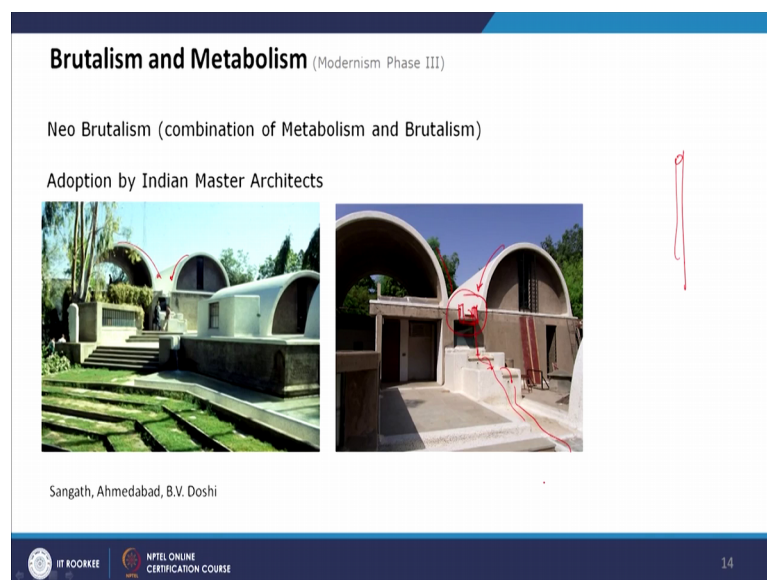 Brutalism and Metabolism (Modernism Phase III)
Neo Brutalism (combination of Metabolism and Brutalism)
Adoption by Indian Master Architects
Sangath, Ahmedabad, B.V. Doshi
IIT ROORKEE
NPTEL ONLINE
CERTIFICATION COURSE
14